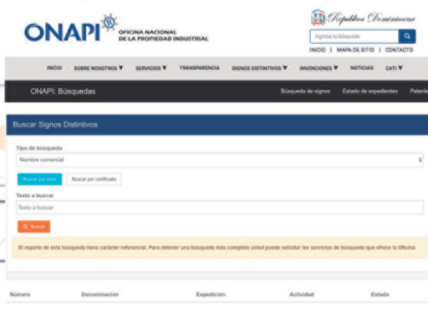 ONAPI
OFICINA NACIONAL
DE LA PROPIEDAD INDUSTRIAL
República Dominicana
Ingresa tu búsqueda
INICIO | MAPA DE SITIO | CONTACTO
INICIO SOBRE NOSOTROS SERVICIOS TRANSPARENCIA SIGNOS DISTINTIVOS INVENCIONES NOTICIAS CATI
ONAPI: Búsquedas Búsqueda de signos Estado de expedientes Patente
Buscar Signos Distintivos
Tipo de búsqueda
Nombre comercial
Buscar por texto Buscar por certificado
Texto a buscar
Texto a buscar
Buscar
El reporte de esta búsqueda tiene carácter referencial. Para obtener una búsqueda más completa usted puede solicitar los servicios de búsqueda que ofrece la Oficina
Número Denominación Expedición Actividad Estado